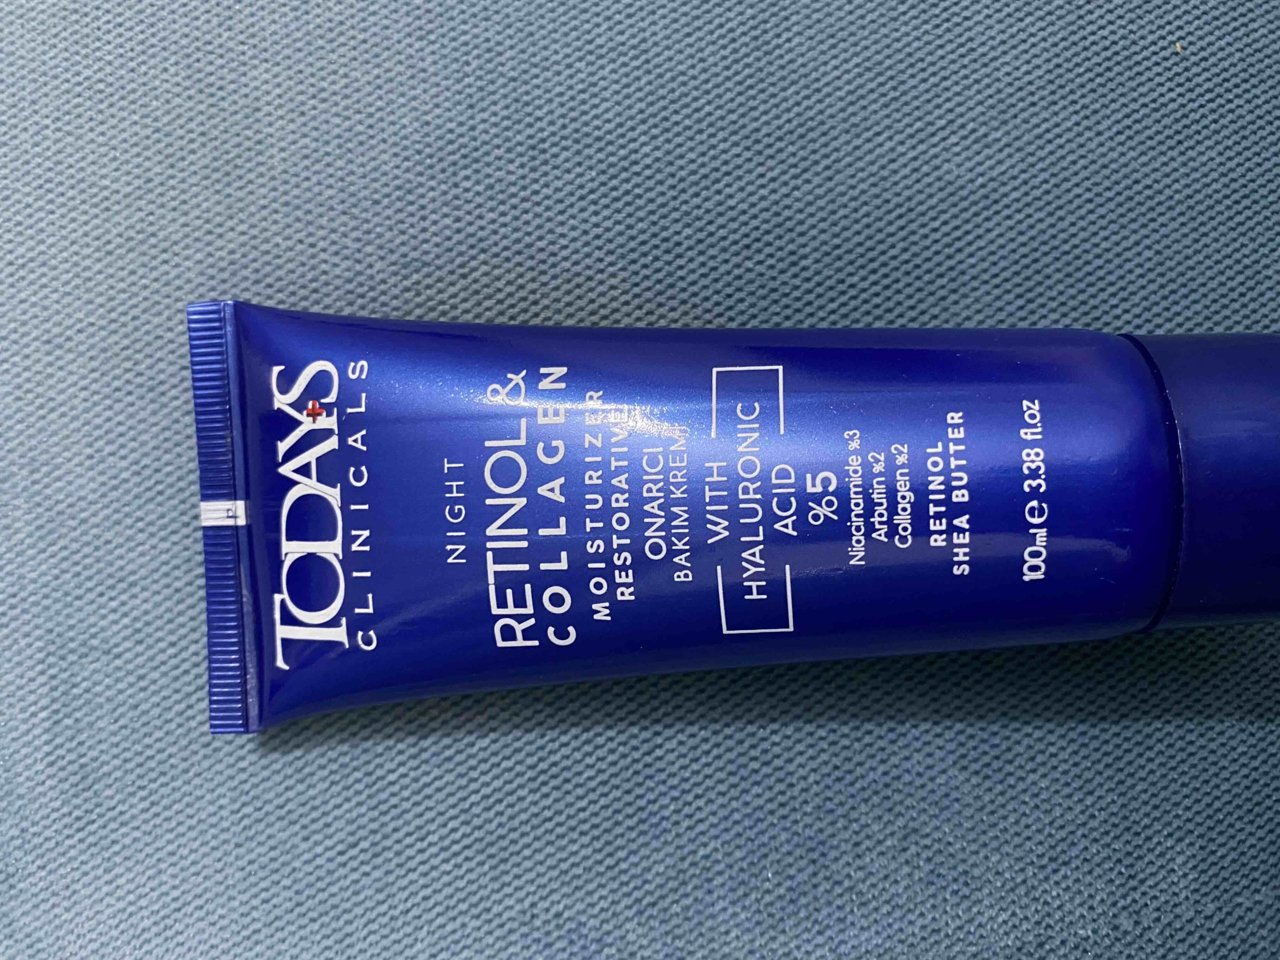 TODAYS
CLINICALS
NIGHT
RETINOL &
COLLAGEN
MOISTURIZER
RESTORATIVE
ONARICI
BAKIM KREMİ
WITH
HYALURONIC
ACID
%5
Niacinamide %3
Arbutin %2
Collagen %2
RETINOL
SHEA BUTTER
100ml e 3.38 fl.oz